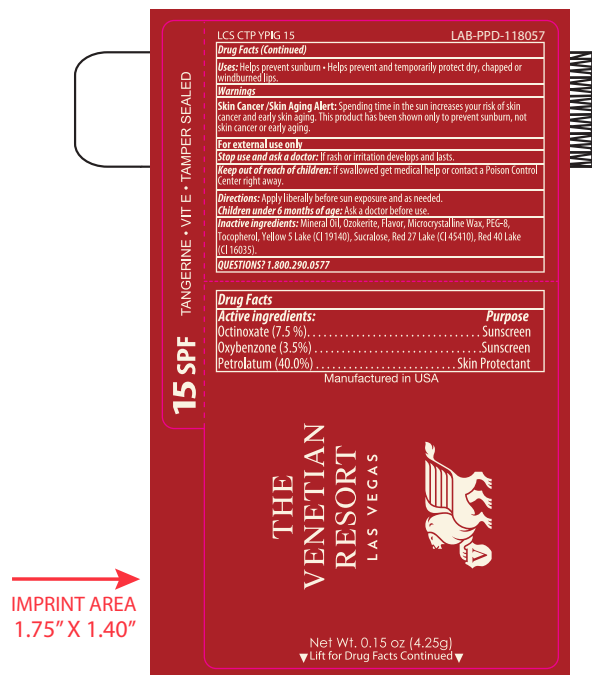 LCS CTP YPIG 15 LAB-PPD-118057
Drug Facts (Continued)
Uses: Helps prevent sunburn • Helps prevent and temporarily protect dry, chapped or
windburned lips.
Warnings
Skin Cancer /Skin Aging Alert: Spending time in the sun increases your risk of skin
cancer and early skin aging. This product has been shown only to prevent sunburn, not
skin cancer or early aging.
For external use only
Stop use and ask a doctor: If rash or irritation develops and lasts.
Keep out of reach of children: if swallowed get medical help or contact a Poison Control
Center right away.
Directions: Apply liberally before sun exposure and as needed.
Children under 6 months of age: Ask a doctor before use.
Inactive ingredients: Mineral Oil, Ozokerite, Flavor, Microcrystalline Wax, PEG-8,
Tocopherol, Yellow 5 Lake (Cl 19140), Sucralose, Red 27 Lake (Cl 45410), Red 40 Lake
(Cl 16035).
QUESTIONS? 1.800.290.0577
15 SPF TANGERINE • VIT E • TAMPER SEALED
Drug Facts
Active ingredients: Purpose
Octinoxate (7.5 %)..............................Sunscreen
Oxybenzone (3.5%)..............................Sunscreen
Petrolatum (40.0%)........................Skin Protectant
Manufactured in USA
THE
VENETIAN
RESORT
LAS VEGAS
V
IMPRINT AREA
1.75” X 1.40”
Net Wt. 0.15 oz (4.25g)
▼Lift for Drug Facts Continued▼